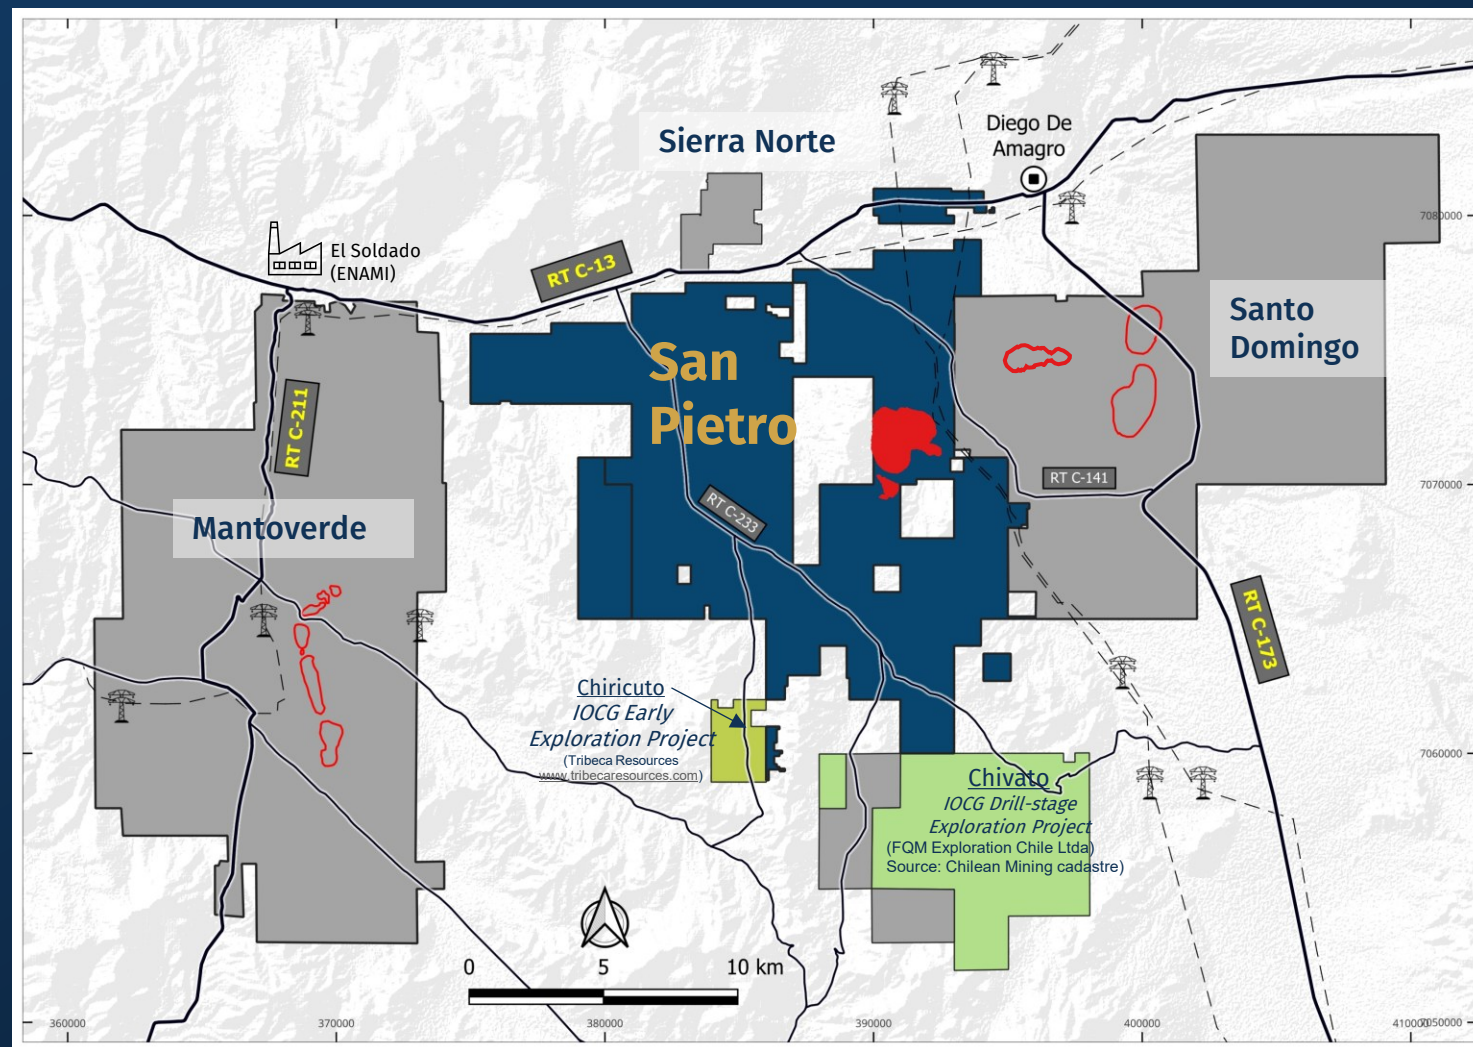 Sierra Norte
Diego De
Amagro
El Soldado
(ENAMI)
RT C-13
7080000
Santo
Domingo
San
Pietro
RT C-211
RT C-141
7070000
RT C-233
Mantoverde
RT C-173
Chiricuto
IOCG Early
Exploration Project
(Tribeca Resources
www.tribecaresources.com)
7060000
Chivato
IOCG Drill-stage
Exploration Project
(FQM Exploration Chile Ltda)
Source: Chilean Mining cadastre)
0 5 10 km
360000 370000 380000 390000 400000 410000 7050000